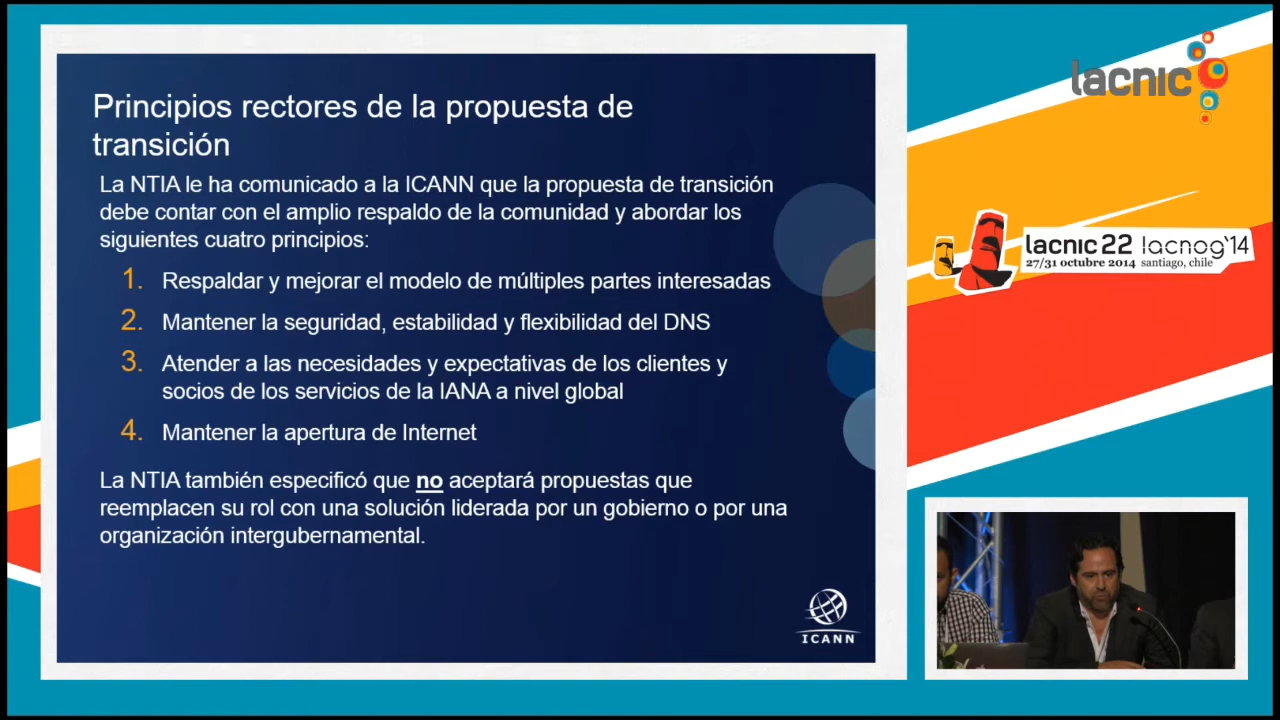 Principios rectores de la propuesta de
transición
La NTIA le ha comunicado a la ICANN que la propuesta de transición
debe contar con el amplio respaldo de la comunidad y abordar los
siguientes cuatro principios:
1. Respaldar y mejorar el modelo de múltiples partes interesadas
2. Mantener la seguridad, estabilidad y flexibilidad del DNS
3. Atender a las necesidades y expectativas de los clientes y
socios de los servicios de la IANA a nivel global
4. Mantener la apertura de Internet
La NTIA también especificó que no aceptará propuestas que
reemplacen su rol con una solución liderada por un gobierno o por una
organización intergubernamental.
ICANN
lacnic
lacnic 22 lacnog'14
27/31 octubre 2014 santiago, chile